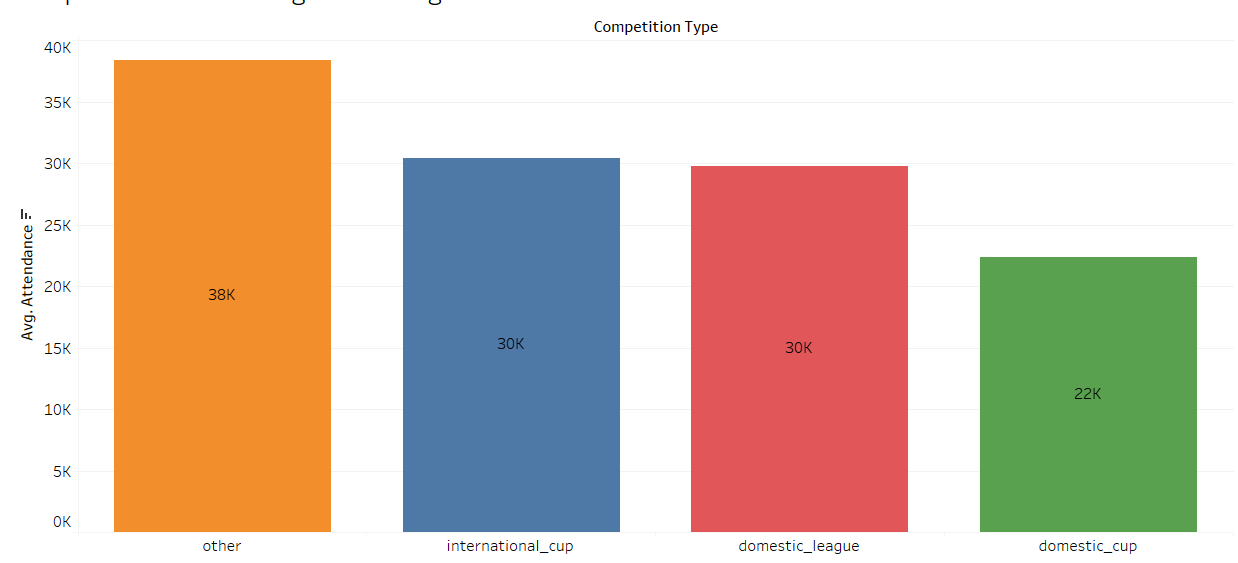 Competition Type
40K
35K
30K
25K
20K
15K
10K
5K
0K
Avg. Attendance
38K
30K
30K
22K
other
international_cup
domestic_league
domestic_cup